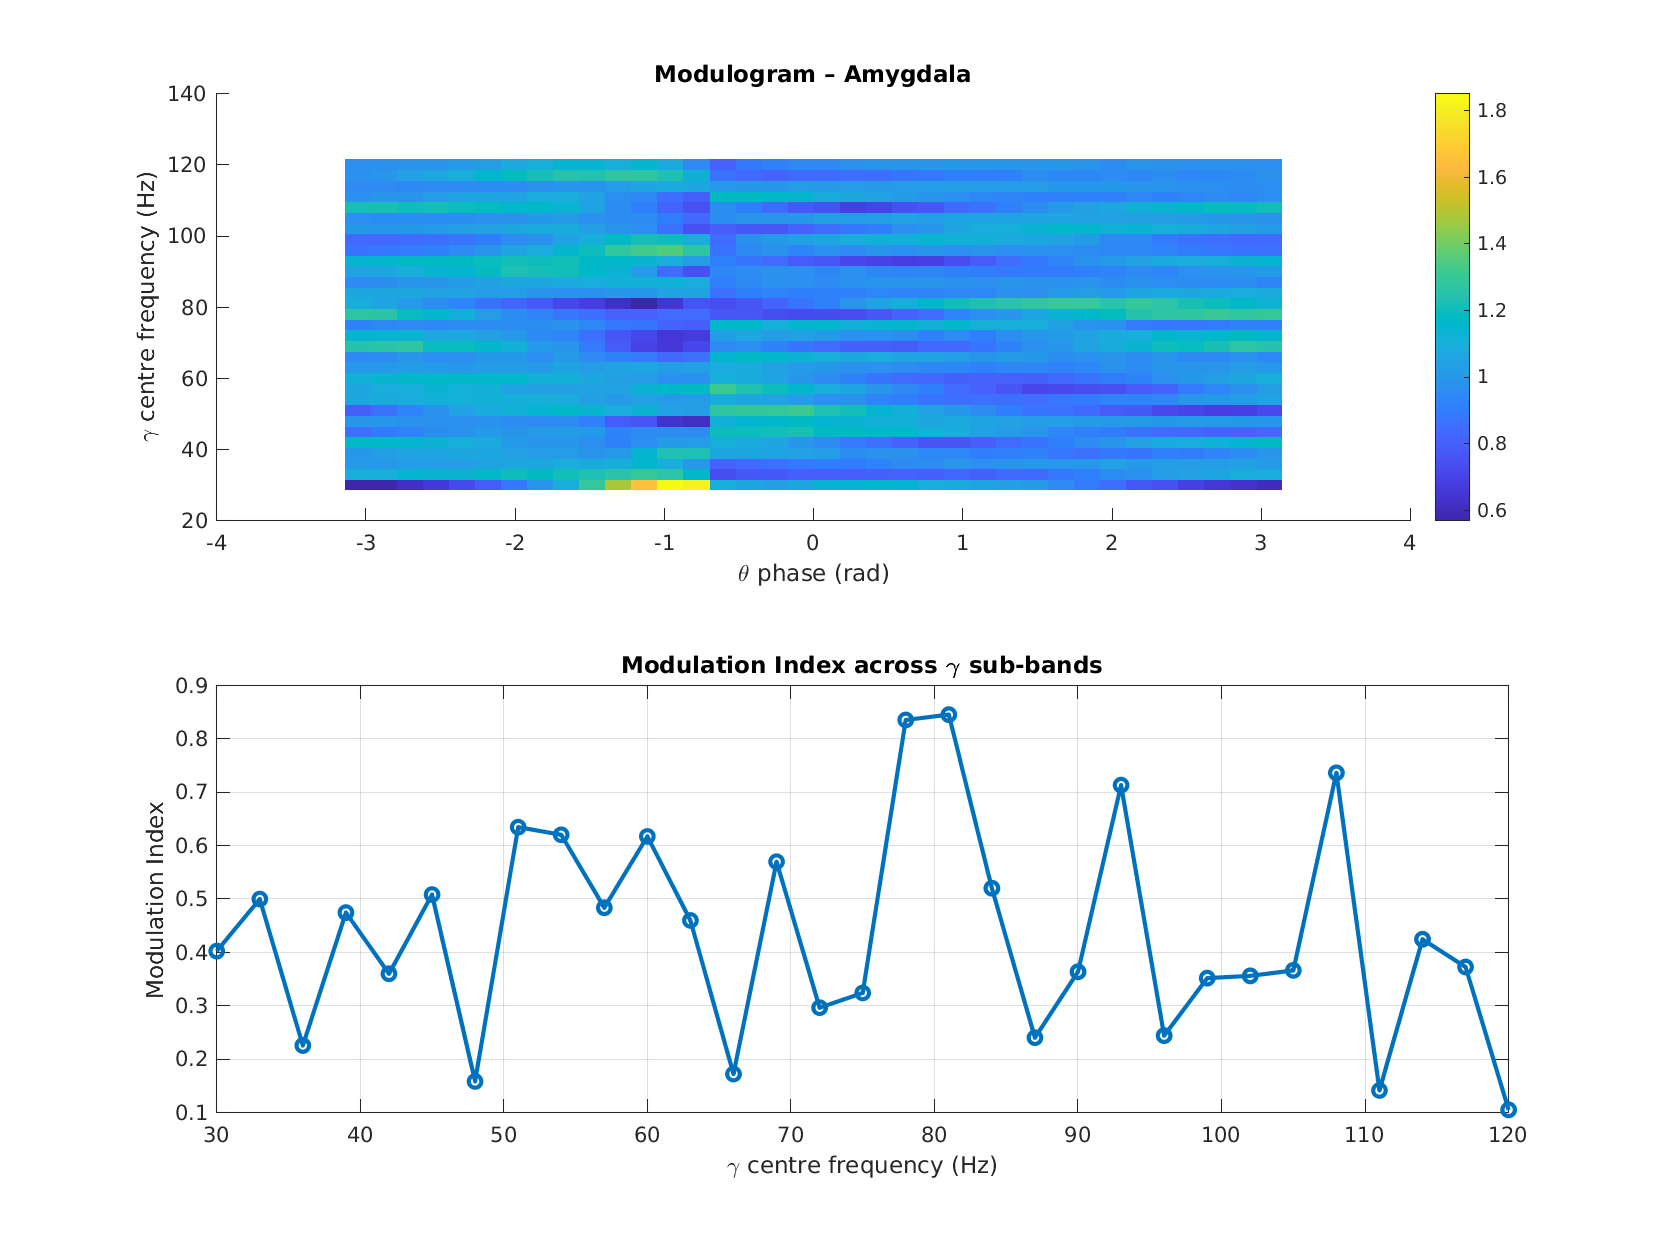 Modulogram – Amygdala
γ centre frequency (Hz)
140
120
100
80
60
40
20
-4 -3 -2 -1 0 1 2 3 4
θ phase (rad)
1.8
1.6
1.4
1.2
1
0.8
0.6
Modulation Index across γ sub-bands
Modulation Index
0.9
0.8
0.7
0.6
0.5
0.4
0.3
0.2
0.1
30 40 50 60 70 80 90 100 110 120
γ centre frequency (Hz)